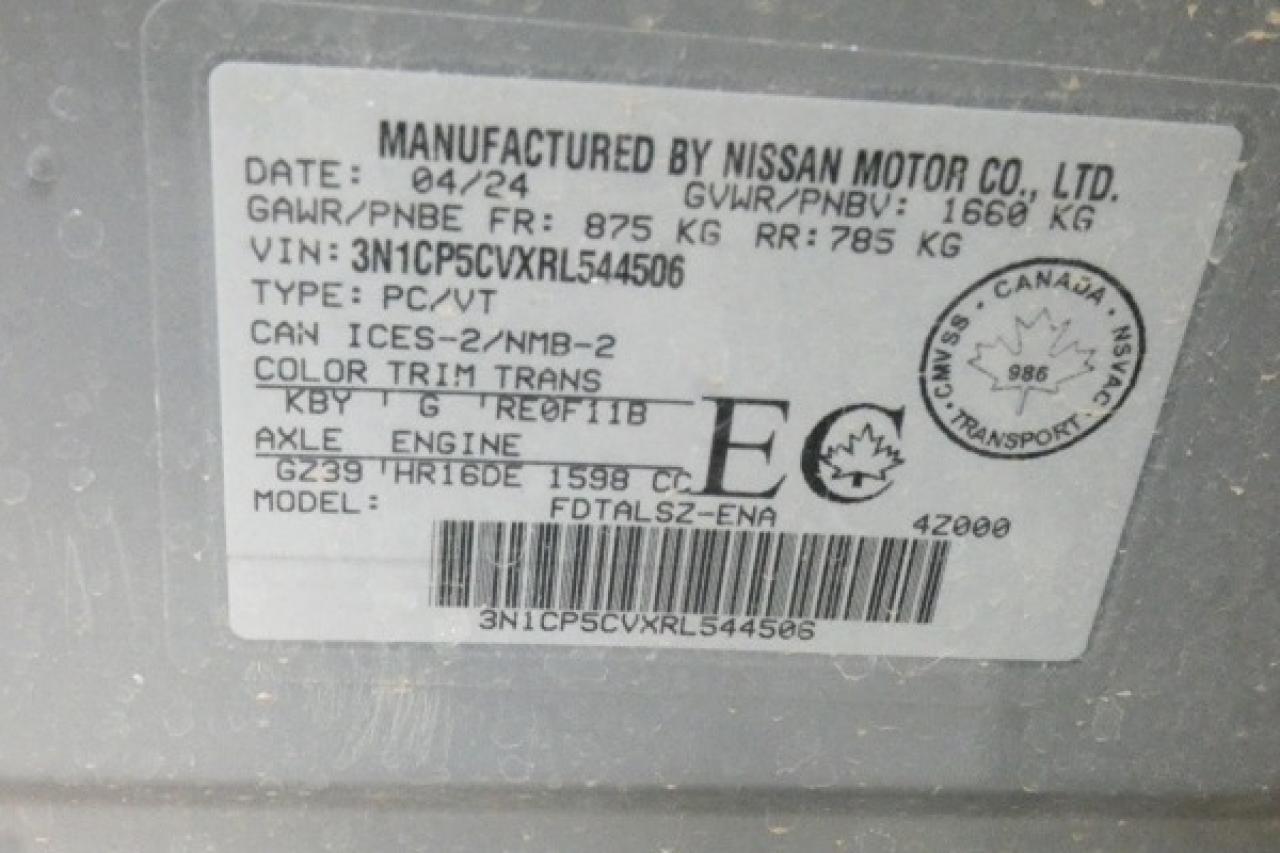 MANUFACTURED BY NISSAN MOTOR CO., LTD.
DATE: 04/24 GVWR/PNBV: 1660 KG
GAWR/PNBE FR: 875 KG RR: 785 KG
VIN: 3N1CP5CVXRL544506
TYPE: PC/VT
CAN ICES-2/NMB-2
COLOR TRIM TRANS
KBY G RE0F11B
AXLE ENGINE
GZ39 HR16DE 1598 CC
EC
CANADA · NSVAC · TRANSPORT · CMVSS ·
986
MODEL: FDTALSZ-ENA 4Z000
3N1CP5CVXRL544506